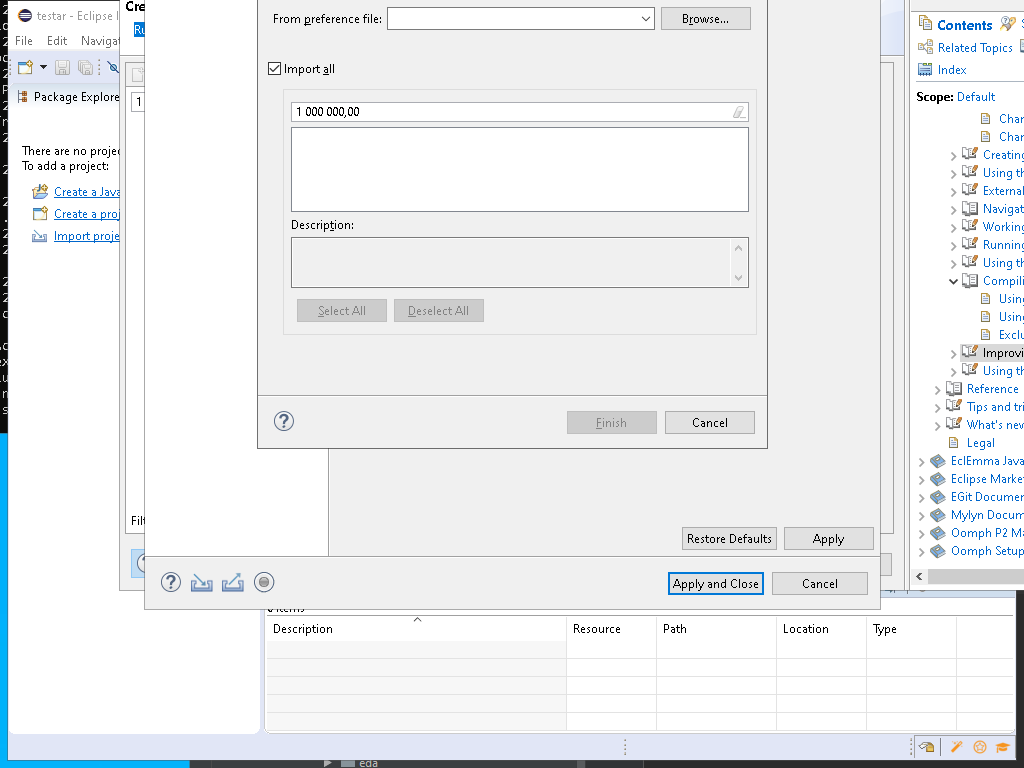 testar - Eclipse I
File Edit Navigat
Package Explore
There are no projec
To add a project:
Create a Java
Create a proj
Import proje
Cre
Ru
1
Filt
From preference file:
Browse...
Import all
1 000 000,00
Description:
Select All
Deselect All
Finish
Cancel
Restore Defaults
Apply
Apply and Close
Cancel
Contents
Related Topics
Index
Scope: Default
Char
Char
Creating
Using th
External
Navigat
Working
Running
Using th
Compili
Using
Using
Exclu
Improvi
Using th
Reference
Tips and tri
What's new
Legal
EclEmma Java
Eclipse Marke
EGit Documen
Mylyn Docum
Oomph P2 Ma
Oomph Setup
Description
Resource
Path
Location
Type
eda